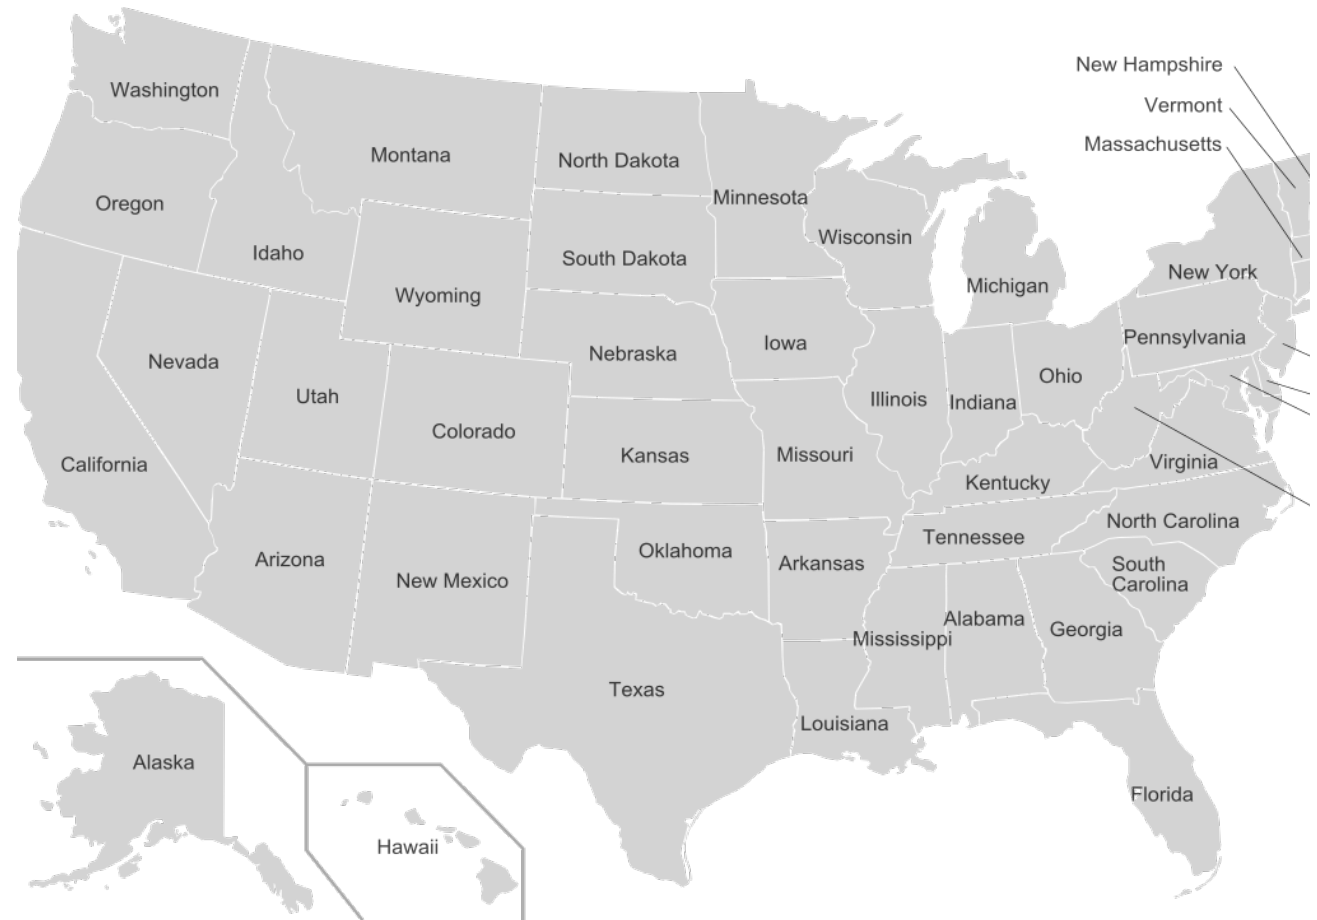 New Hampshire
Vermont
Massachusetts
Washington
Montana
North Dakota
Minnesota
Oregon
Wisconsin
Idaho
South Dakota
New York
Michigan
Wyoming
Pennsylvania
Iowa
Nebraska
Nevada
Ohio
Utah
Illinois
Indiana
Colorado
Kansas
Missouri
Virginia
California
Kentucky
North Carolina
Tennessee
Oklahoma
Arizona
Arkansas
South
Carolina
New Mexico
Alabama
Georgia
Mississippi
Texas
Louisiana
Alaska
Florida
Hawaii